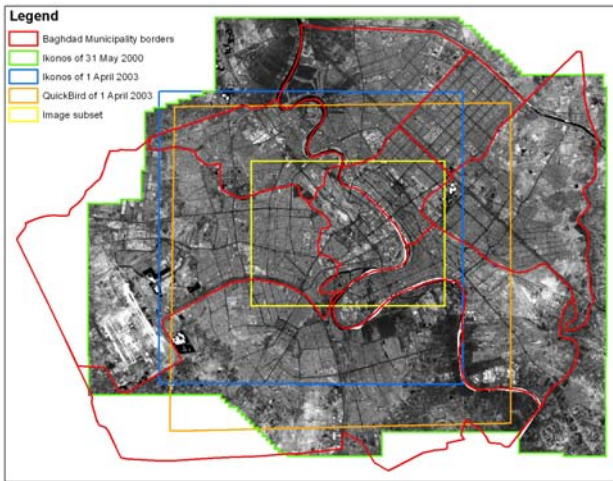 Legend
Baghdad Municipality borders
Ikonos of 31 May 2000
Ikonos of 1 April 2003
QuickBird of 1 April 2003
Image subset